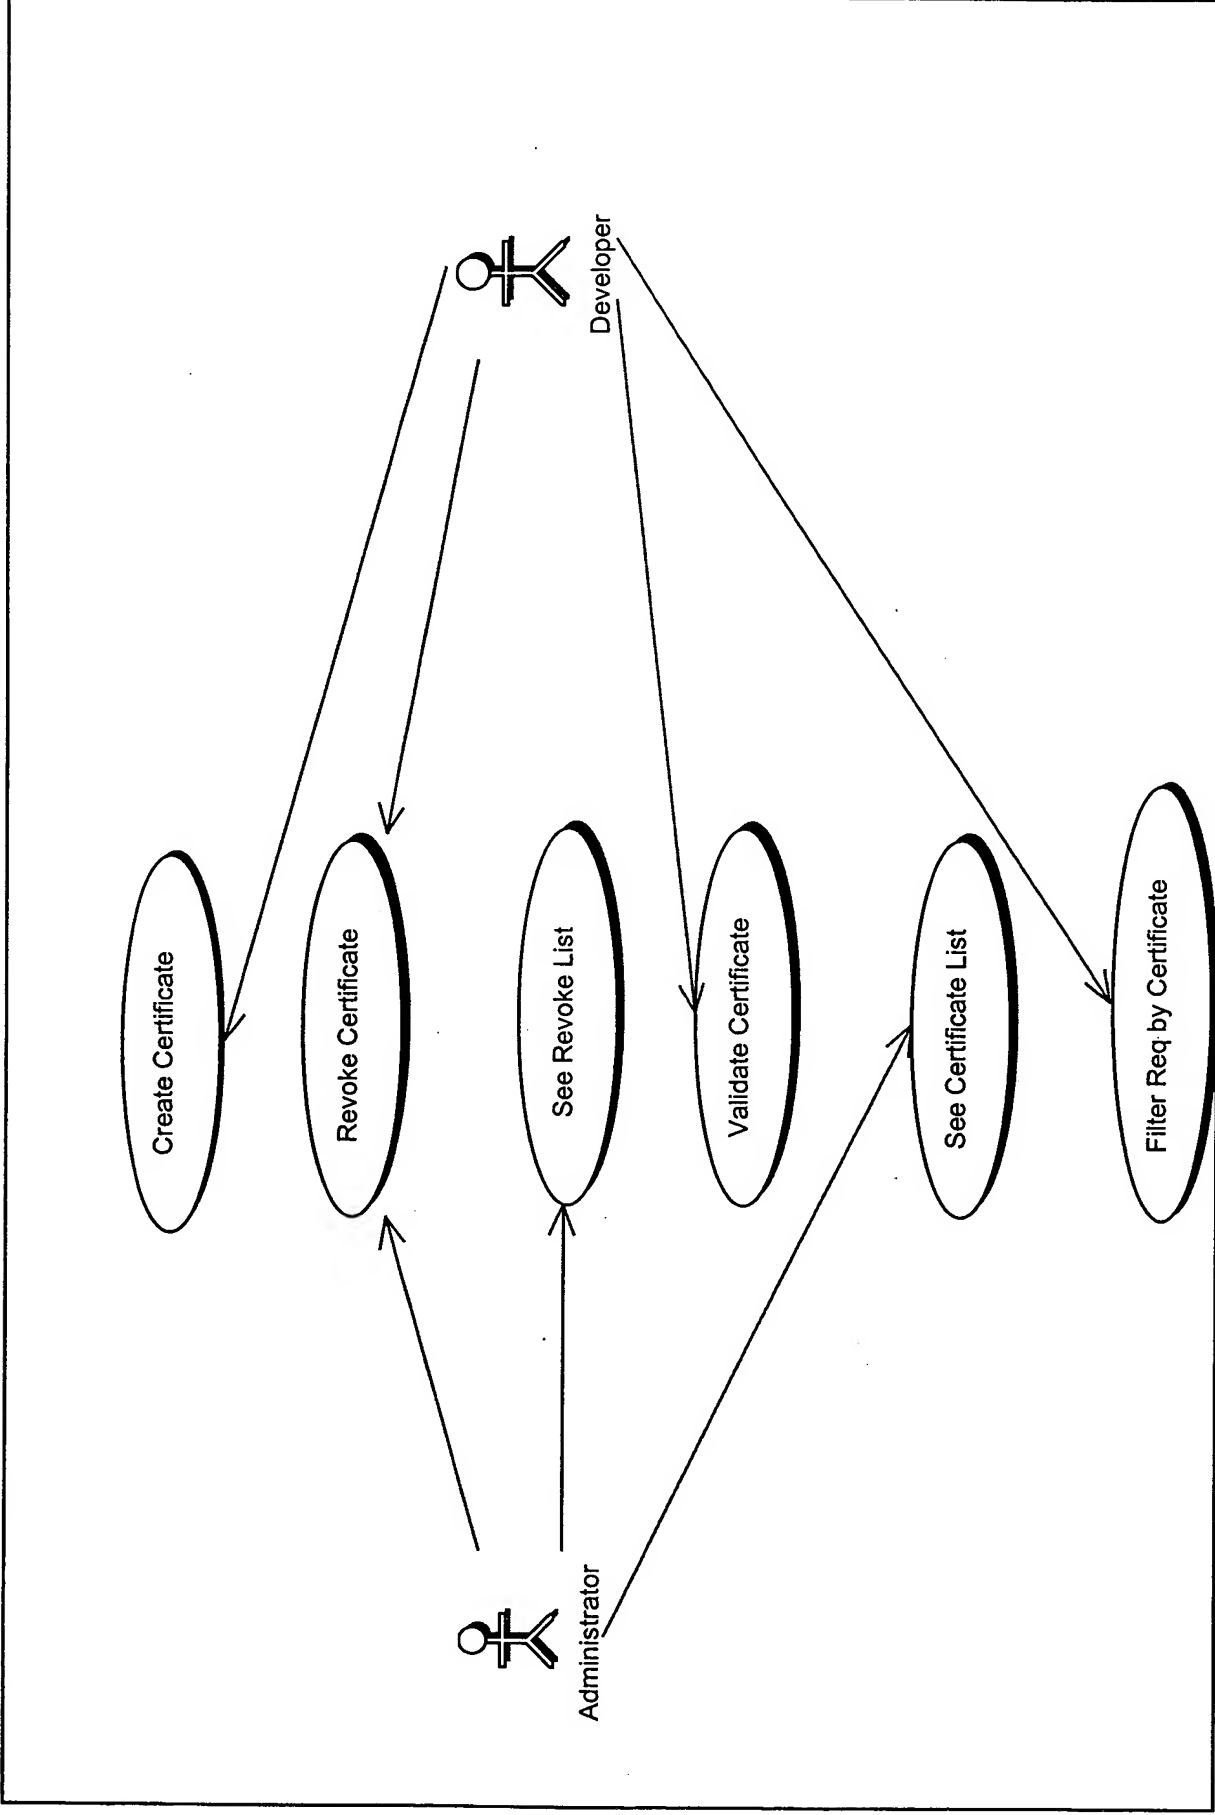 Create Certificate
Revoke Certificate
See Revoke List
Validate Certificate
See Certificate List
Filter Req by Certificate
Administrator
Developer